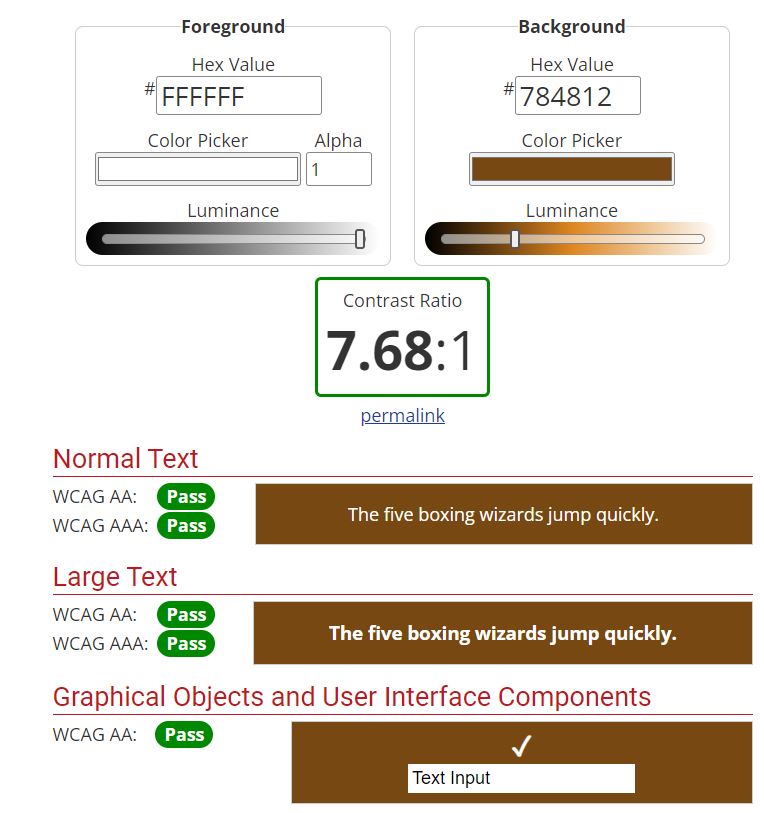 Foreground
Background
Hex Value
Hex Value
#FFFFFF
#784812
Color Picker Alpha
Color Picker
1
Luminance
Luminance
Contrast Ratio
7.68:1
permalink
Normal Text
WCAG AA: Pass
WCAG AAA: Pass
The five boxing wizards jump quickly.
Large Text
WCAG AA: Pass
WCAG AAA: Pass
The five boxing wizards jump quickly.
Graphical Objects and User Interface Components
WCAG AA: Pass
✓
Text Input